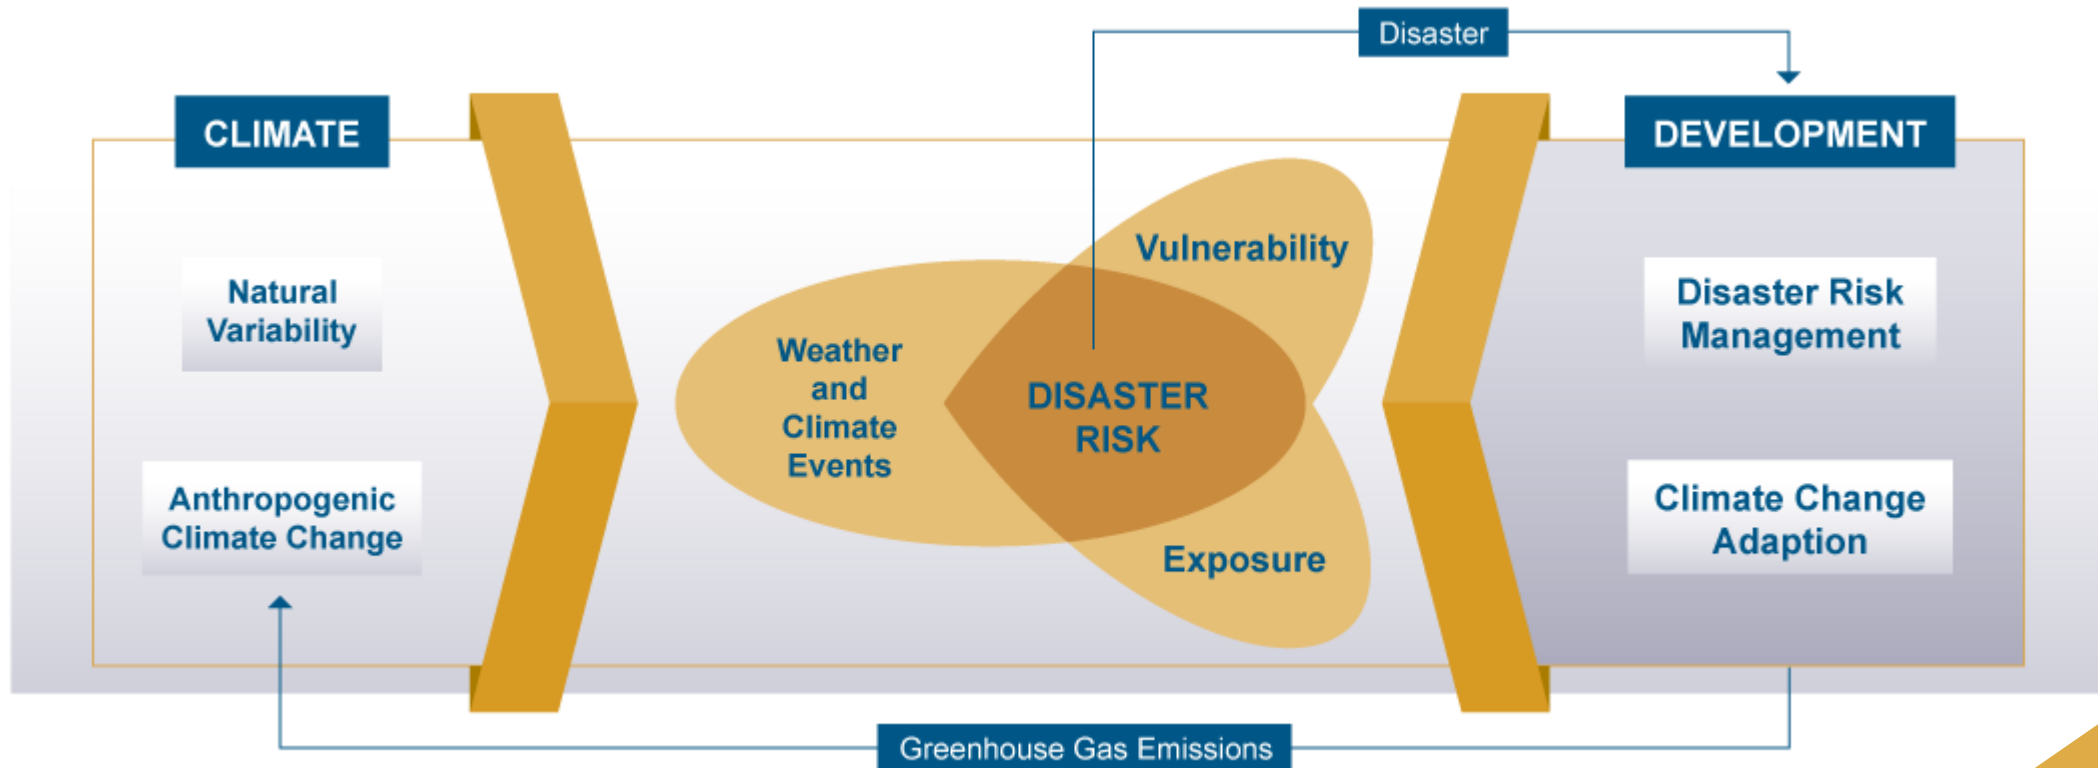 Disaster
CLIMATE
DEVELOPMENT
Natural
Variability
Anthropogenic
Climate Change
Weather
and
Climate
Events
Vulnerability
DISASTER
RISK
Exposure
Disaster Risk
Management
Climate Change
Adaption
Greenhouse Gas Emissions